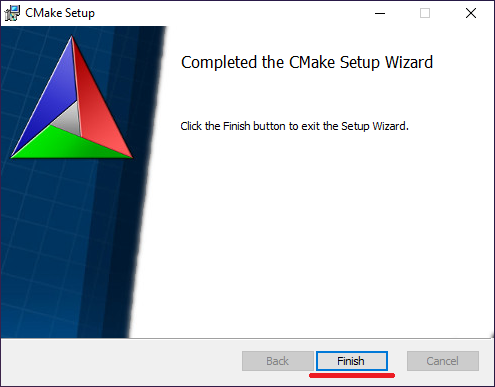 CMake Setup
Completed the CMake Setup Wizard
Click the Finish button to exit the Setup Wizard.
Back Finish Cancel